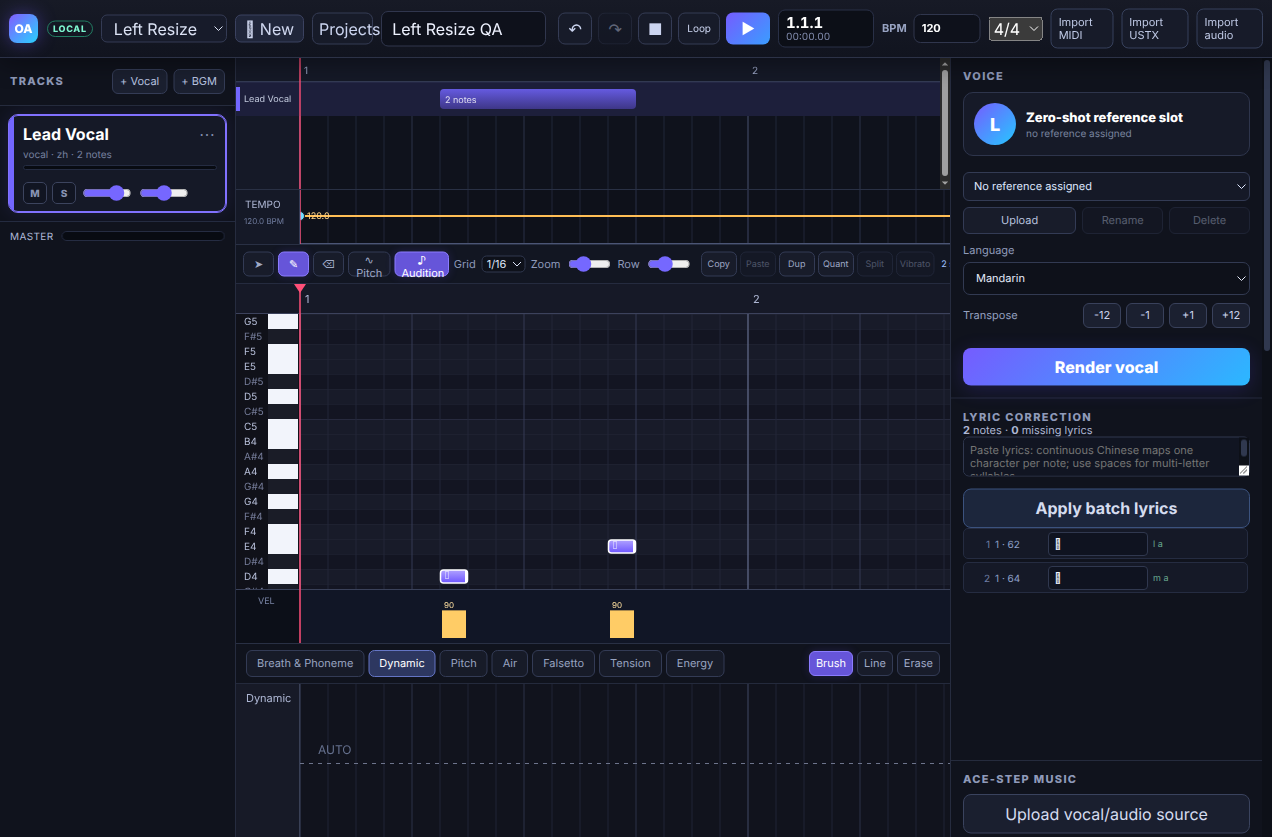 OA LOCAL Left Resize New Projects Left Resize QA Loop 1.1.1 00:00.00 BPM 120 4/4 Import MIDI Import USTX Import audio
TRACKS + Vocal + BGM
Lead Vocal
vocal · zh · 2 notes
M S
MASTER
1 2
Lead Vocal 2 notes
TEMPO
120.0 BPM 120.0
Pitch Audition Grid 1/16 Zoom Row Copy Paste Dup Quant Split Vibrato 2
1 2
G5
F#5
F5
E5
D#5
D5
C#5
C5
B4
A#4
A4
G#4
G4
F#4
F4
E4
D#4
D4
VEL 90 90
Breath & Phoneme Dynamic Pitch Air Falsetto Tension Energy Brush Line Erase
Dynamic
AUTO
VOICE
L Zero-shot reference slot
no reference assigned
No reference assigned
Upload Rename Delete
Language
Mandarin
Transpose -12 -1 +1 +12
Render vocal
LYRIC CORRECTION
2 notes · 0 missing lyrics
Paste lyrics: continuous Chinese maps one
character per note; use spaces for multi-letter
syllables
Apply batch lyrics
1 1 · 62 l a
2 1 · 64 m a
ACE-STEP MUSIC
Upload vocal/audio source